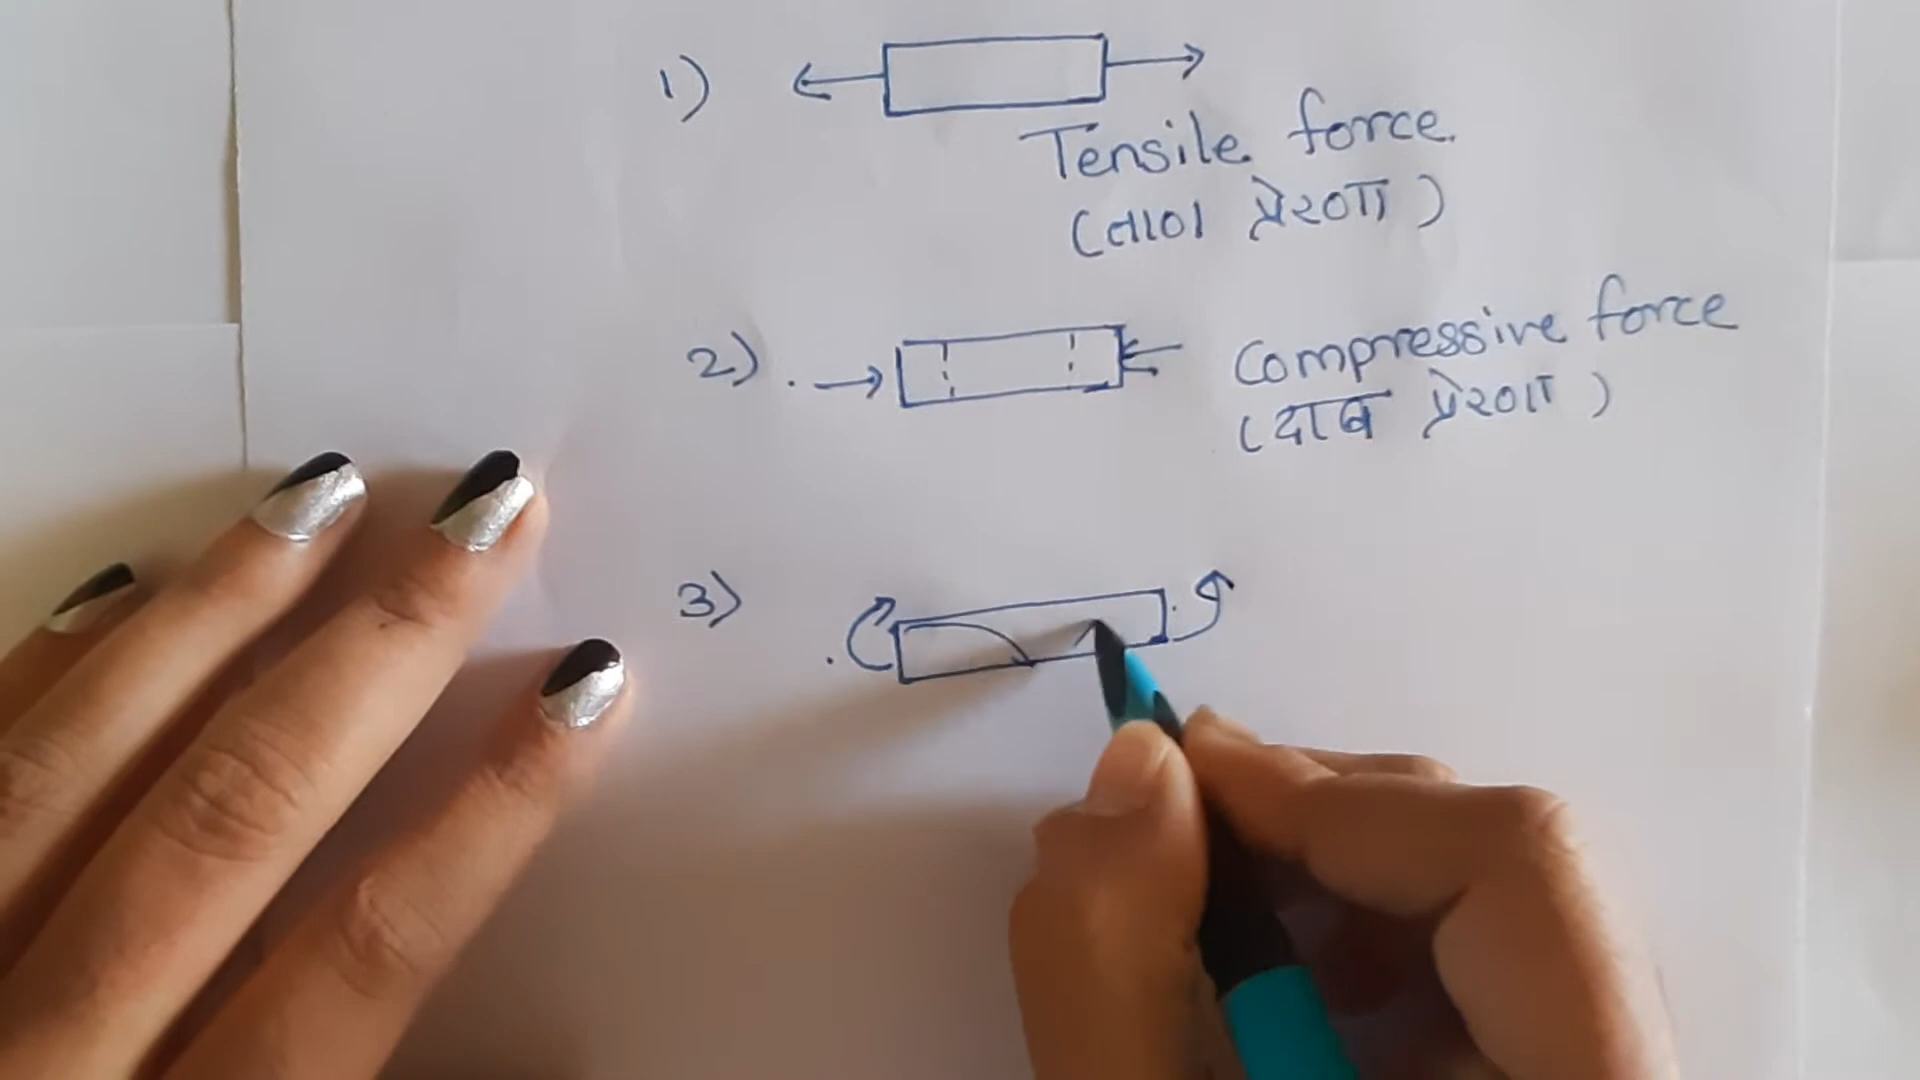 1)
Tensile force.
(ताण प्रेरणा)
2)
Compressive force
(दाब प्रेरणा)
3)